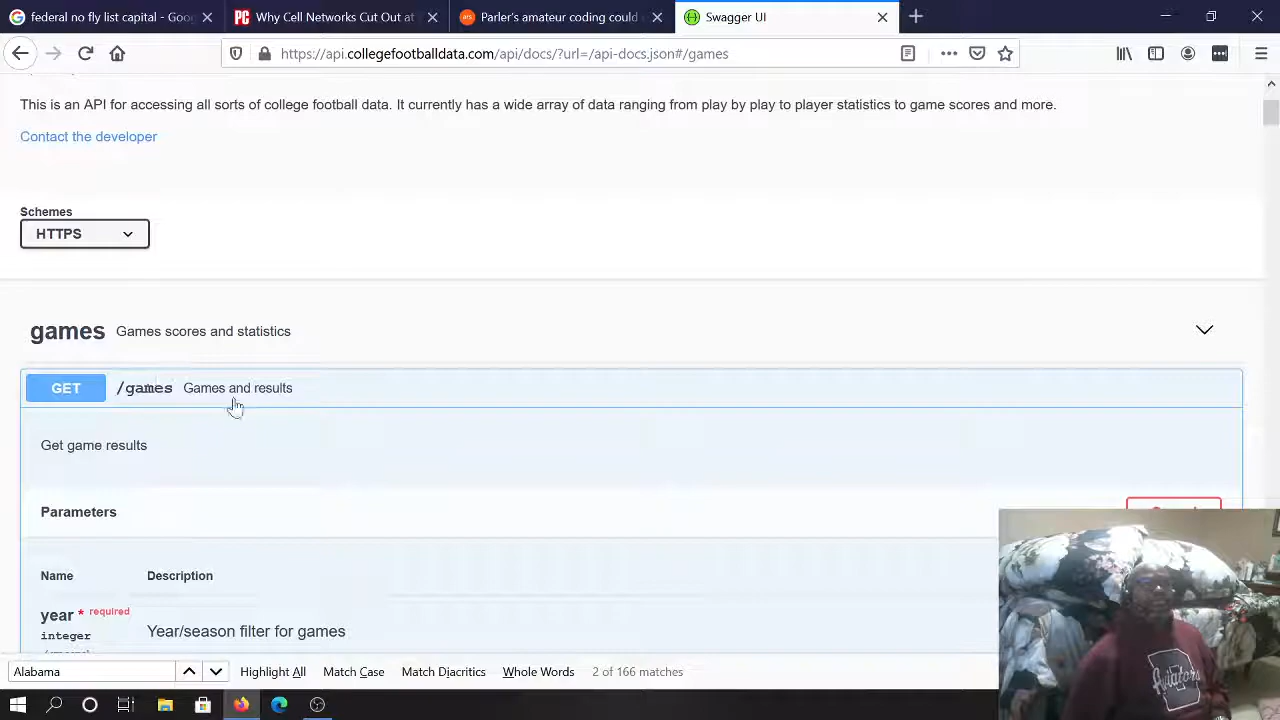 federal no fly list capital - Goo
Why Cell Networks Cut Out at
Parler's amateur coding could
Swagger UI
https://api.collegefootballdata.com/api/docs/?url=/api-docs.json#/games
This is an API for accessing all sorts of college football data. It currently has a wide array of data ranging from play by play to player statistics to game scores and more.
Contact the developer
Schemes
HTTPS
games Games scores and statistics
GET /games Games and results
Get game results
Parameters
Name Description
year * required
integer
Year/season filter for games
Alabama Highlight All Match Case Match Diacritics Whole Words 2 of 166 matches
Aviators